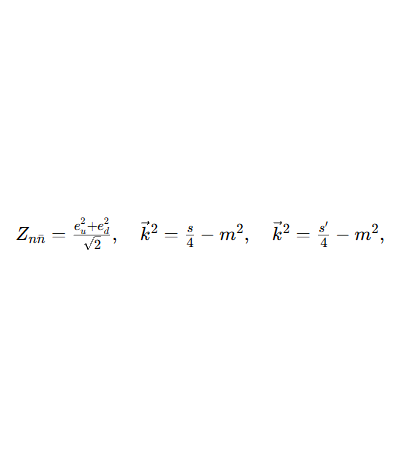 $Z_{n\bar{n}} = \frac{e_u^2 + e_d^2}{\sqrt{2}}, \quad \vec{k}^2 = \frac{s}{4} - m^2, \quad \vec{k}^2 = \frac{s'}{4} - m^2,$